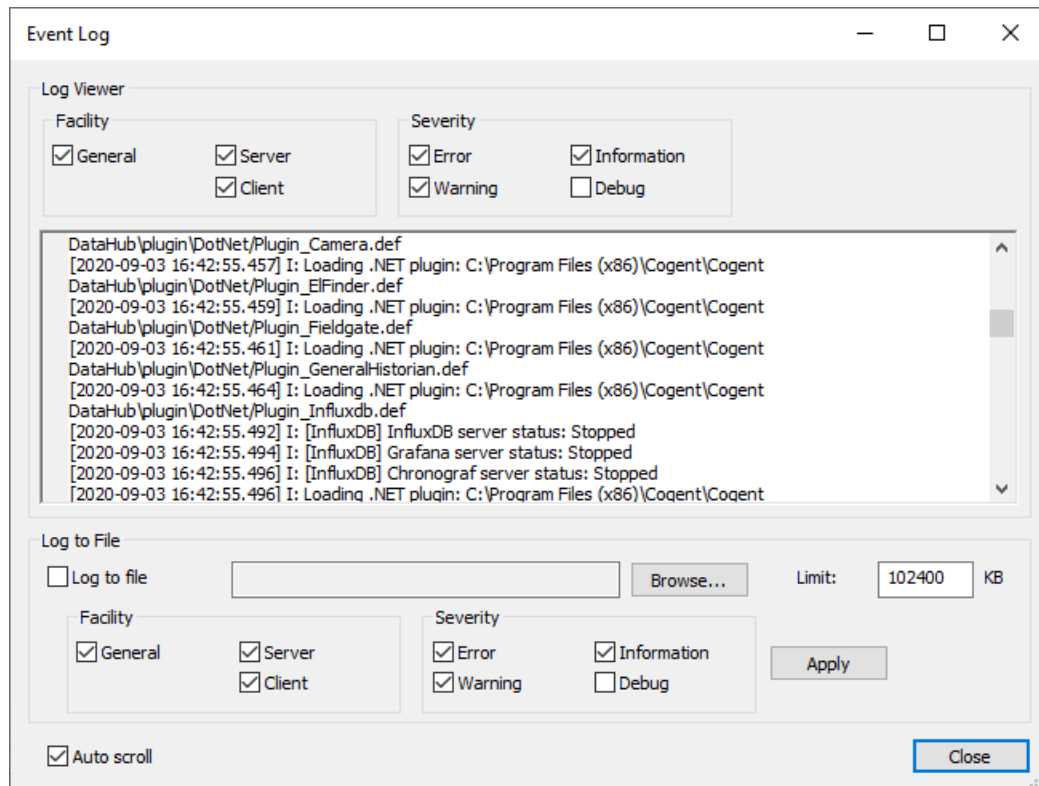 Event Log
Log Viewer
Facility
Severity
General Server
Client
Error Information
Warning Debug
DataHub\plugin\DotNet/Plugin_Camera.def
[2020-09-03 16:42:55.457] I: Loading .NET plugin: C:\Program Files (x86)\Cogent\Cogent
DataHub\plugin\DotNet/Plugin_ElFinder.def
[2020-09-03 16:42:55.459] I: Loading .NET plugin: C:\Program Files (x86)\Cogent\Cogent
DataHub\plugin\DotNet/Plugin_Fieldgate.def
[2020-09-03 16:42:55.461] I: Loading .NET plugin: C:\Program Files (x86)\Cogent\Cogent
DataHub\plugin\DotNet/Plugin_GeneralHistorian.def
[2020-09-03 16:42:55.464] I: Loading .NET plugin: C:\Program Files (x86)\Cogent\Cogent
DataHub\plugin\DotNet/Plugin_Influxdb.def
[2020-09-03 16:42:55.492] I: [InfluxDB] InfluxDB server status: Stopped
[2020-09-03 16:42:55.494] I: [InfluxDB] Grafana server status: Stopped
[2020-09-03 16:42:55.496] I: [InfluxDB] Chronograf server status: Stopped
[2020-09-03 16:42:55.496] I: Loading .NET plugin: C:\Program Files (x86)\Cogent\Cogent
Log to File
Log to file Browse... Limit: 102400 KB
Facility
Severity
General Server
Client
Error Information
Warning Debug
Apply
Auto scroll
Close